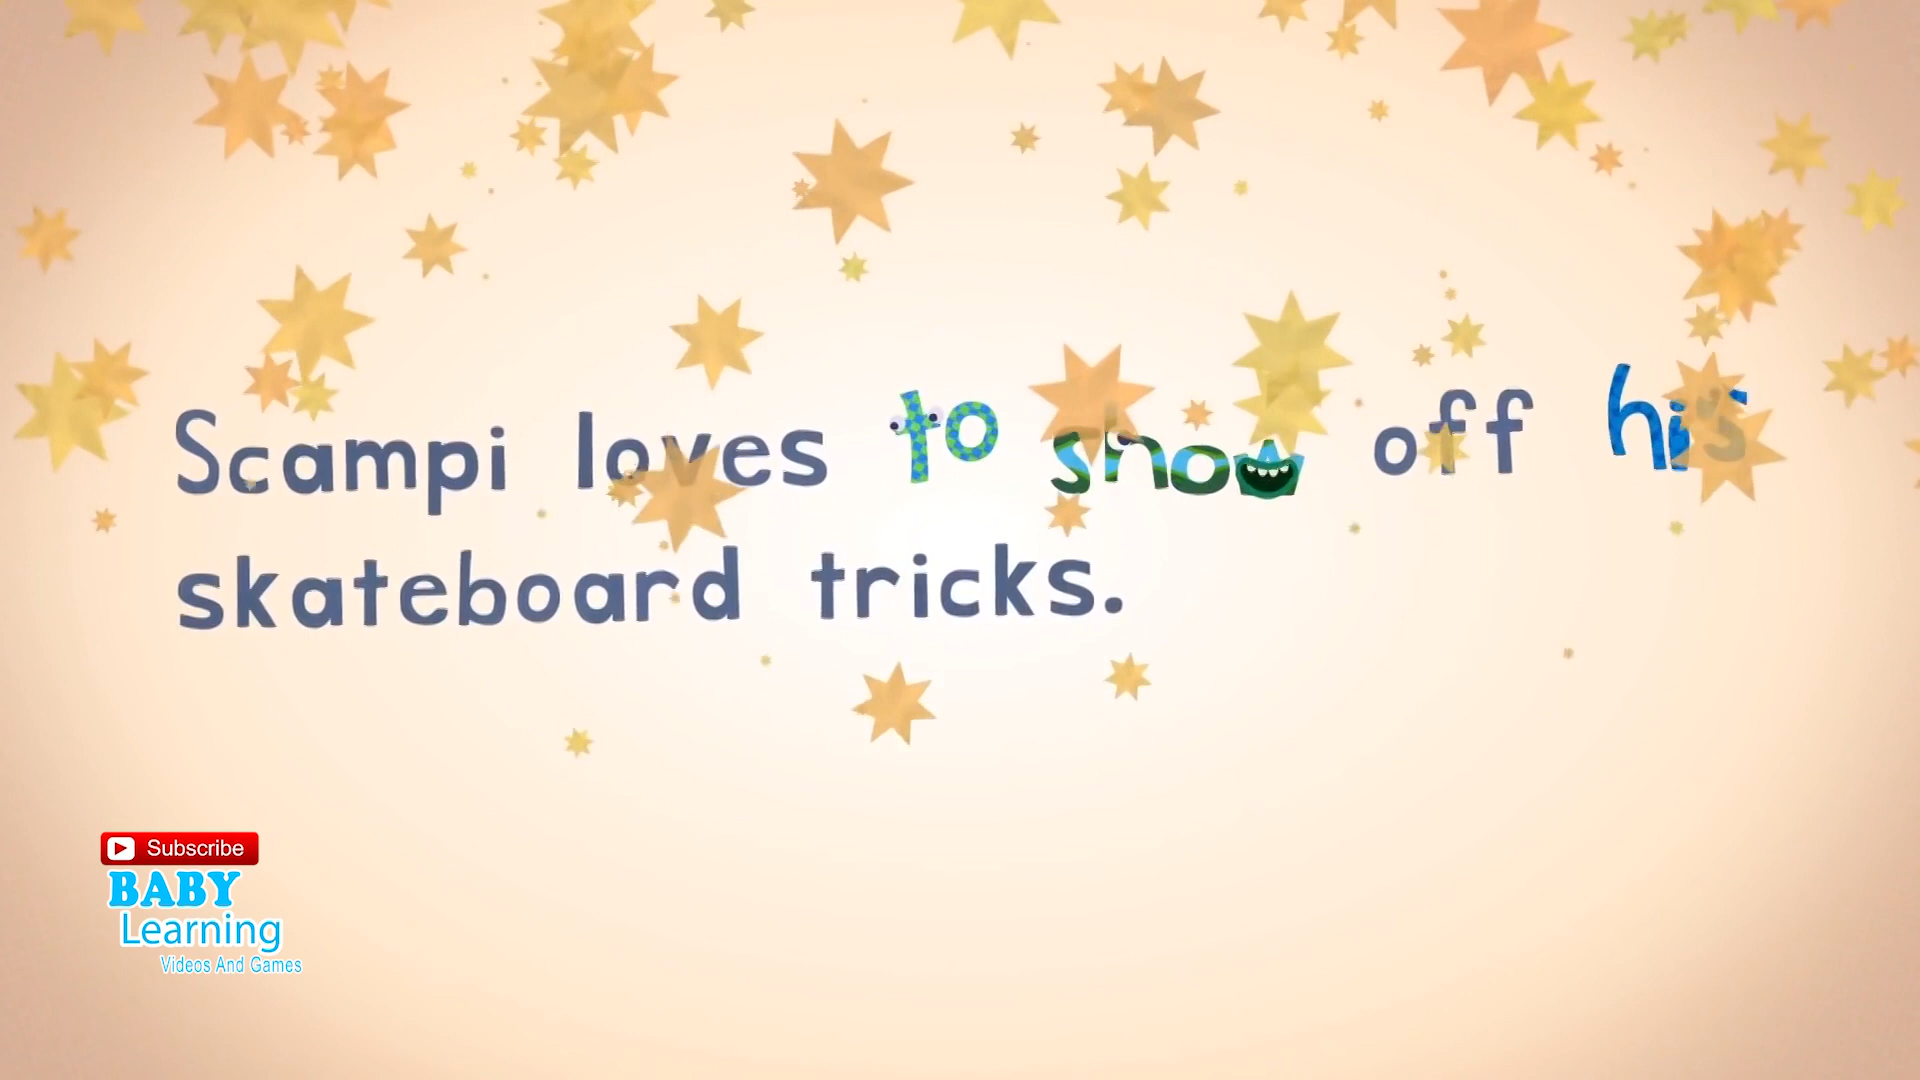 Scampi loves to show off his
skateboard tricks.
Subscribe
BABY
Learning
Videos And Games